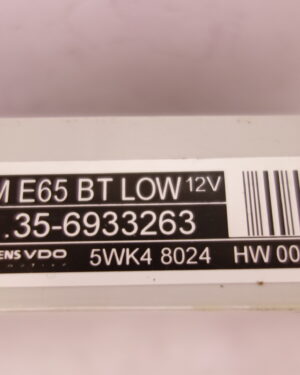 M E65 BT LOW 12V
.35-6933263
ENS VDO 5WK4 8024 HW 00